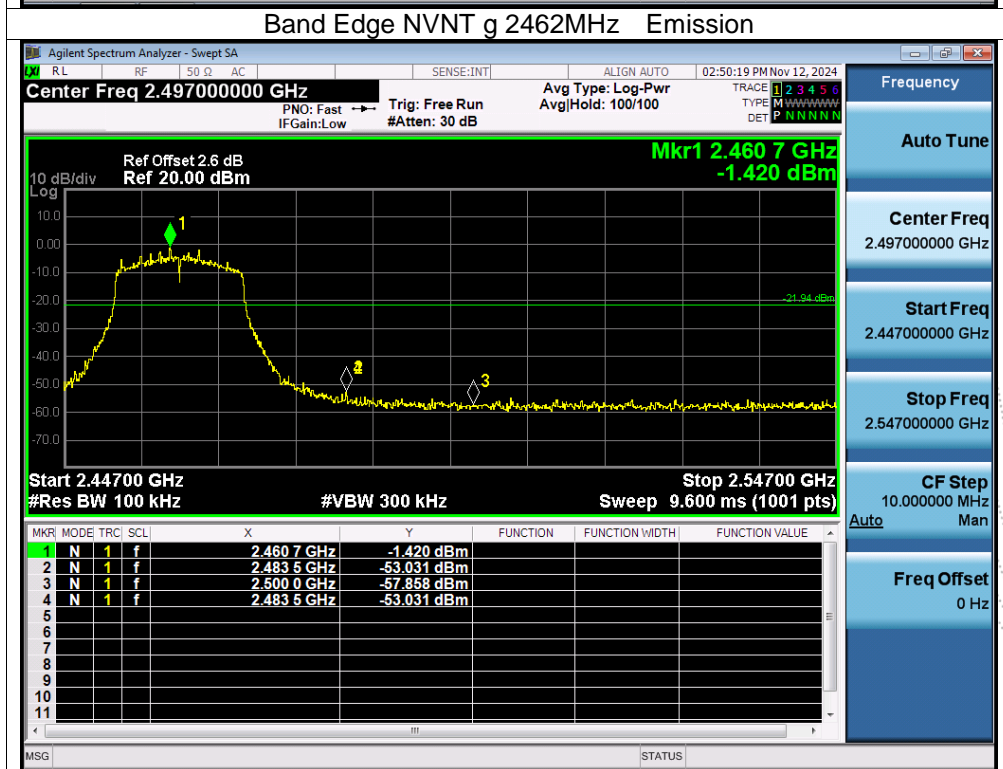 Band Edge NVNT g 2462MHz Emission
Agilent Spectrum Analyzer - Swept SA
LXI RL RF 50 Ω AC SENSE:INT ALIGN AUTO 02:50:19 PM Nov 12, 2024
Center Freq 2.497000000 GHz
PNO: Fast
IFGain:Low
Trig: Free Run
#Atten: 30 dB
Avg Type: Log-Pwr
Avg|Hold: 100/100
TRACE 1 2 3 4 5 6
TYPE M WWWWW
DET P N N N N N
Mkr1 2.460 7 GHz
-1.420 dBm
Ref Offset 2.6 dB
10 dB/div Ref 20.00 dBm
Log
10.0
0.00
-10.0
-20.0
-30.0
-40.0
-50.0
-60.0
-70.0
1
-21.94 dBm
2
3
Start 2.44700 GHz Stop 2.54700 GHz
#Res BW 100 kHz #VBW 300 kHz Sweep 9.600 ms (1001 pts)
MKR MODE TRC SCL X Y FUNCTION FUNCTION WIDTH FUNCTION VALUE
1 N 1 f 2.460 7 GHz -1.420 dBm
2 N 1 f 2.483 5 GHz -53.031 dBm
3 N 1 f 2.500 0 GHz -57.858 dBm
4 N 1 f 2.483 5 GHz -53.031 dBm
5
6
7
8
9
10
11
MSG STATUS
Frequency
Auto Tune
Center Freq
2.497000000 GHz
Start Freq
2.447000000 GHz
Stop Freq
2.547000000 GHz
CF Step
10.000000 MHz
Auto Man
Freq Offset
0 Hz